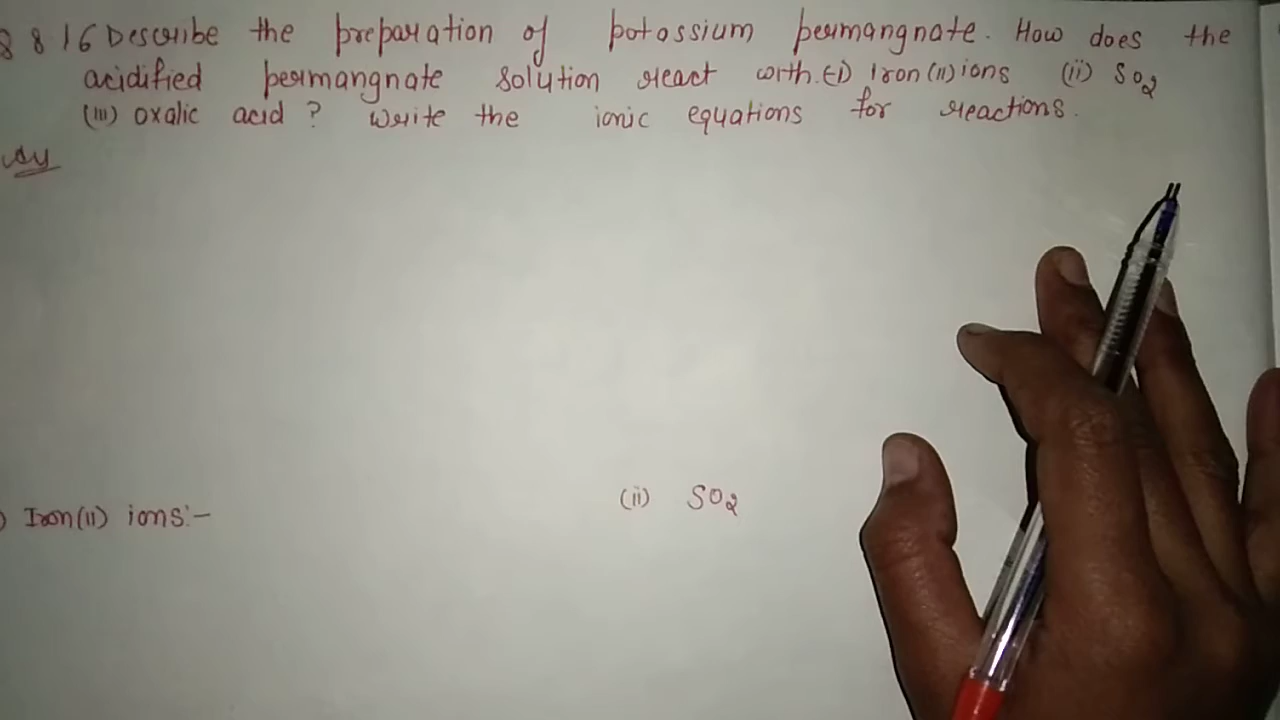 8 8.16 Describe the preparation of potassium permangnate. How does the
acidified permangnate solution react with (i) Iron(II) ions (ii) SO2
(III) oxalic acid ? Write the ionic equations for reactions.
) Iron(II) ions:-
(ii) SO2